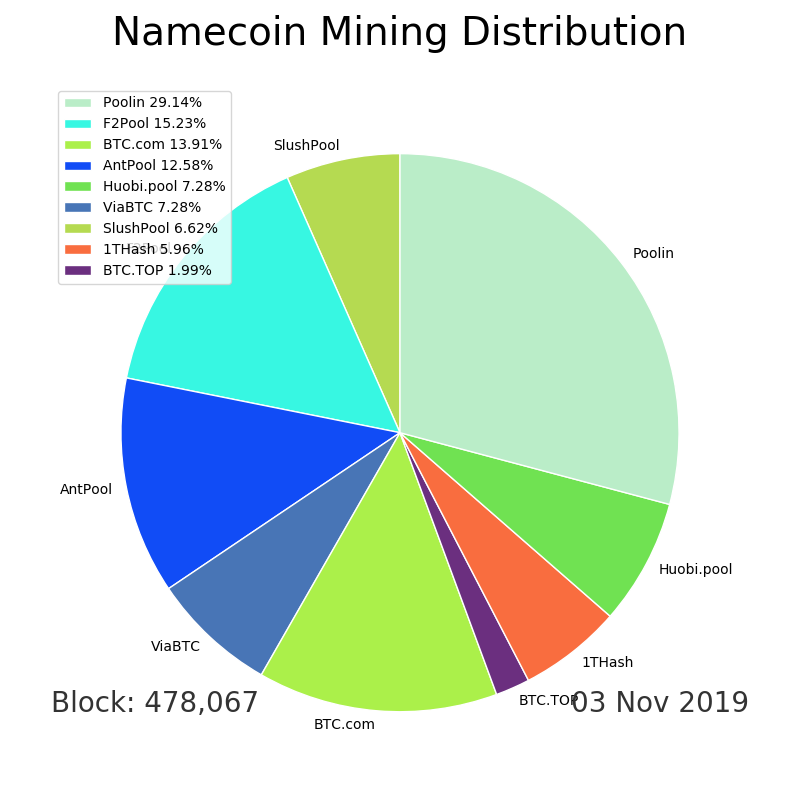 Namecoin Mining Distribution
Poolin 29.14%
F2Pool 15.23%
BTC.com 13.91%
AntPool 12.58%
Huobi.pool 7.28%
ViaBTC 7.28%
SlushPool 6.62%
1THash 5.96%
BTC.TOP 1.99%
SlushPool
Poolin
F2Pool
AntPool
Huobi.pool
ViaBTC
1THash
BTC.TOP
BTC.com
Block: 478,067
03 Nov 2019